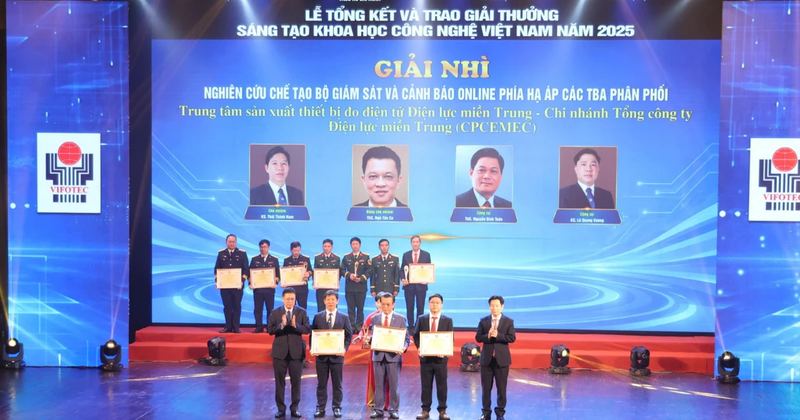 LỄ TỔNG KẾT VÀ TRAO GIẢI THƯỞNG
SÁNG TẠO KHOA HỌC CÔNG NGHỆ VIỆT NAM NĂM 2025
GIẢI NHÌ
NGHIÊN CỨU CHẾ TẠO BỘ GIÁM SÁT VÀ CẢNH BÁO ONLINE PHÍA HẠ ÁP CÁC TBA PHÂN PHỐI
Trung tâm sản xuất thiết bị đo điện tử Điện lực miền Trung - Chi nhánh Tổng công ty
Điện lực miền Trung (CPCEMEC)
VIFOTEC
VIFOTEC